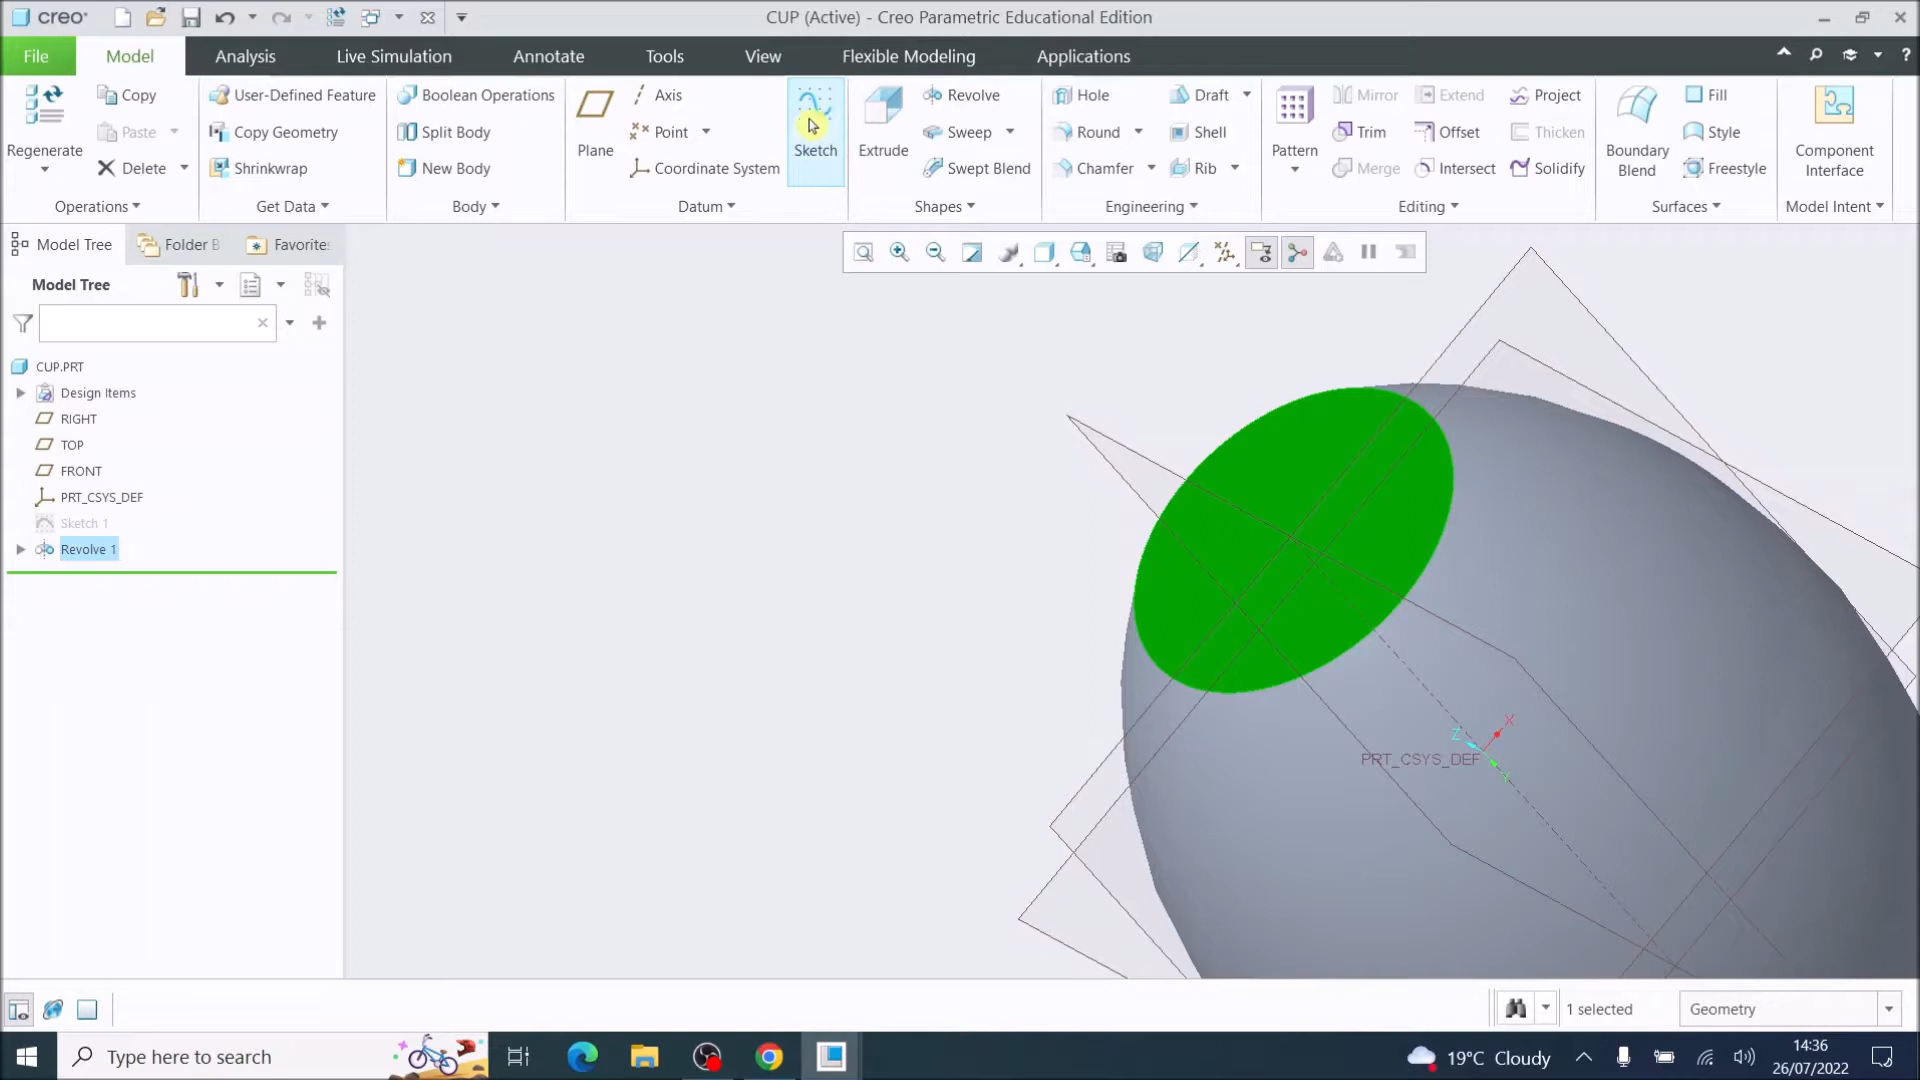 creo
CUP (Active) - Creo Parametric Educational Edition
File
Model
Analysis
Live Simulation
Annotate
Tools
View
Flexible Modeling
Applications
Regenerate
Copy
Paste
Delete
Operations
User-Defined Feature
Copy Geometry
Shrinkwrap
Get Data
Boolean Operations
Split Body
New Body
Body
Plane
Axis
Point
Coordinate System
Sketch
Datum
Extrude
Revolve
Sweep
Swept Blend
Shapes
Hole
Round
Chamfer
Draft
Shell
Rib
Engineering
Pattern
Mirror
Trim
Merge
Extend
Offset
Intersect
Project
Thicken
Solidify
Editing
Boundary
Blend
Fill
Style
Freestyle
Surfaces
Component
Interface
Model Intent
Model Tree
Folder B
Favorite
Model Tree
CUP.PRT
Design Items
RIGHT
TOP
FRONT
PRT_CSYS_DEF
Sketch 1
Revolve 1
X
Z
PRT_CSYS_DEF
Y
1 selected
Geometry
Type here to search
19°C Cloudy
14:36
26/07/2022